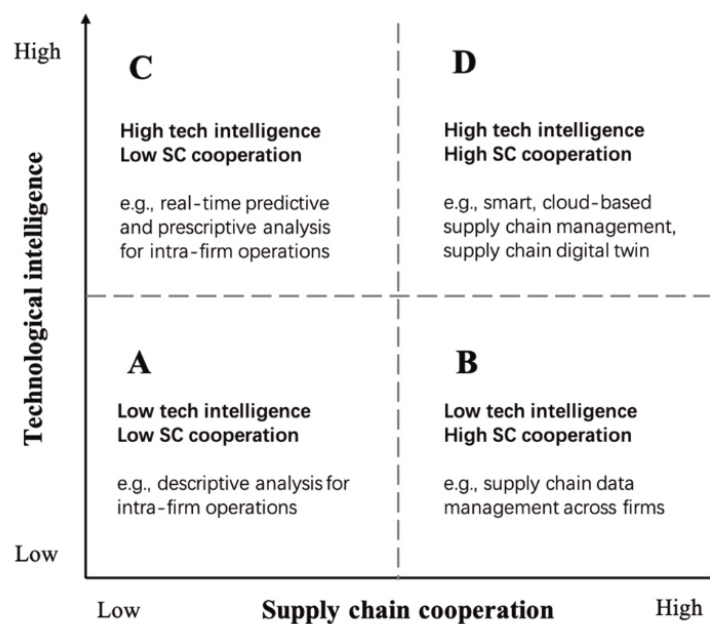 High
C
High tech intelligence
Low SC cooperation
e.g., real-time predictive
and prescriptive analysis
for intra-firm operations
D
High tech intelligence
High SC cooperation
e.g., smart, cloud-based
supply chain management,
supply chain digital twin
Technological intelligence
A
Low tech intelligence
Low SC cooperation
e.g., descriptive analysis for
intra-firm operations
B
Low tech intelligence
High SC cooperation
e.g., supply chain data
management across firms
Low
Low
Supply chain cooperation
High